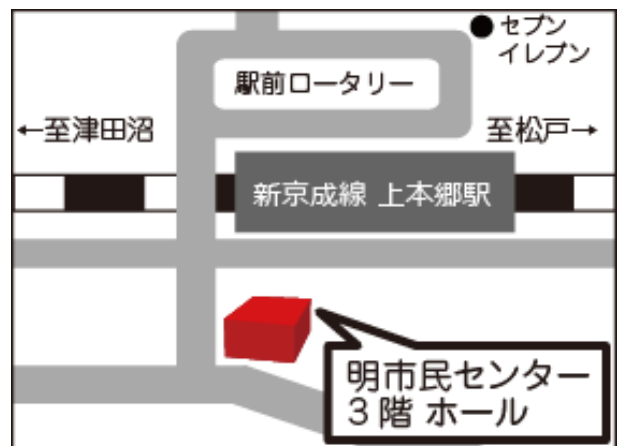 セブン
イレブン
駅前ロータリー
←至津田沼
至松戸→
新京成線 上本郷駅
明市民センター
3階 ホール